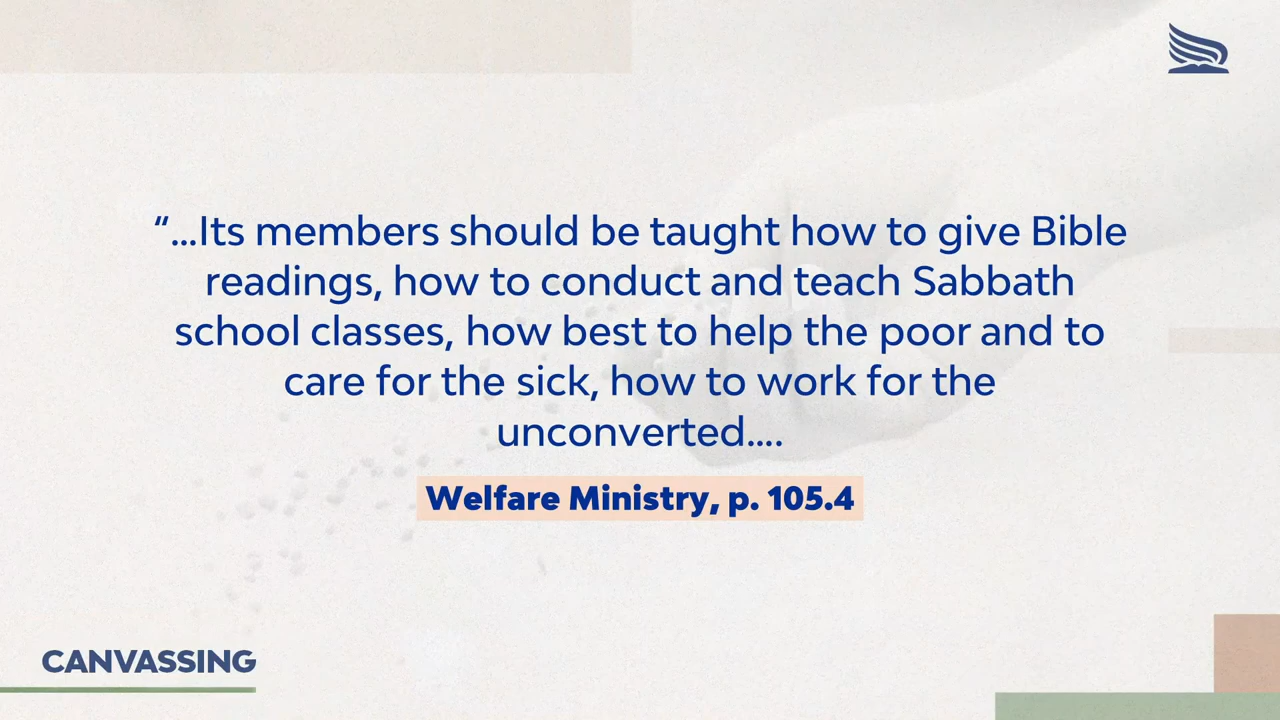 “...Its members should be taught how to give Bible
readings, how to conduct and teach Sabbath
school classes, how best to help the poor and to
care for the sick, how to work for the
unconverted....
Welfare Ministry, p. 105.4
CANVASSING